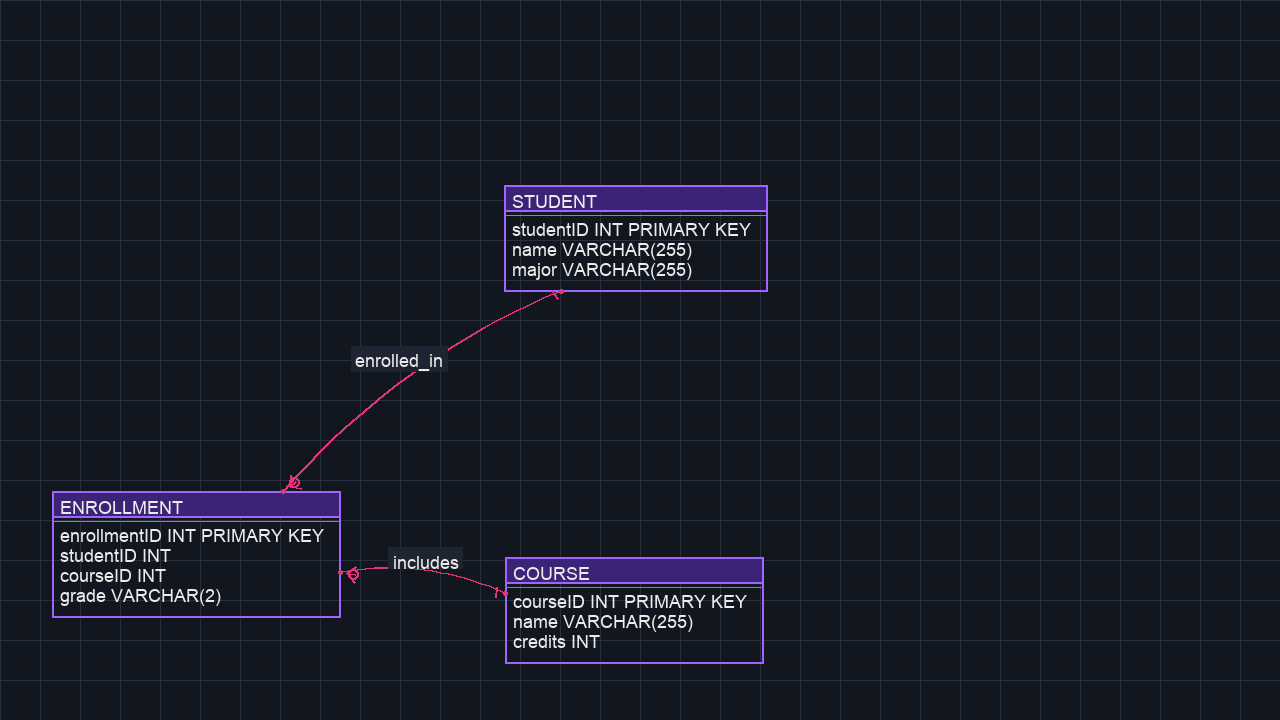 STUDENT
studentID INT PRIMARY KEY
name VARCHAR(255)
major VARCHAR(255)
enrolled_in
ENROLLMENT
enrollmentID INT PRIMARY KEY
studentID INT
courseID INT
grade VARCHAR(2)
includes
COURSE
courseID INT PRIMARY KEY
name VARCHAR(255)
credits INT